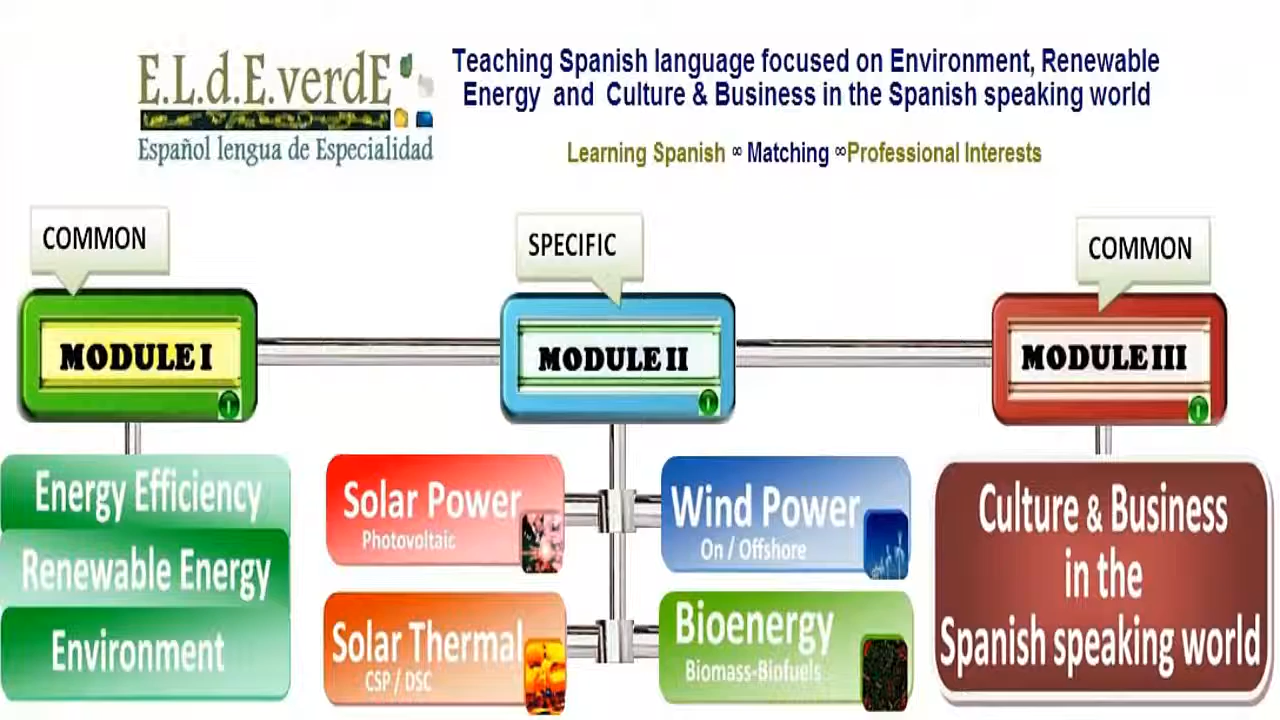 E.L.d.E.verdE
Español lengua de Especialidad
Teaching Spanish language focused on Environment, Renewable
Energy and Culture & Business in the Spanish speaking world
Learning Spanish ∞ Matching ∞Professional Interests
COMMON
MODULE I
Energy Efficiency
Renewable Energy
Environment
SPECIFIC
MODULE II
Solar Power
Photovoltaic
Wind Power
On / Offshore
Solar Thermal
CSP / DSC
Bioenergy
Biomass-Biofuels
COMMON
MODULE III
Culture & Business
in the
Spanish speaking world